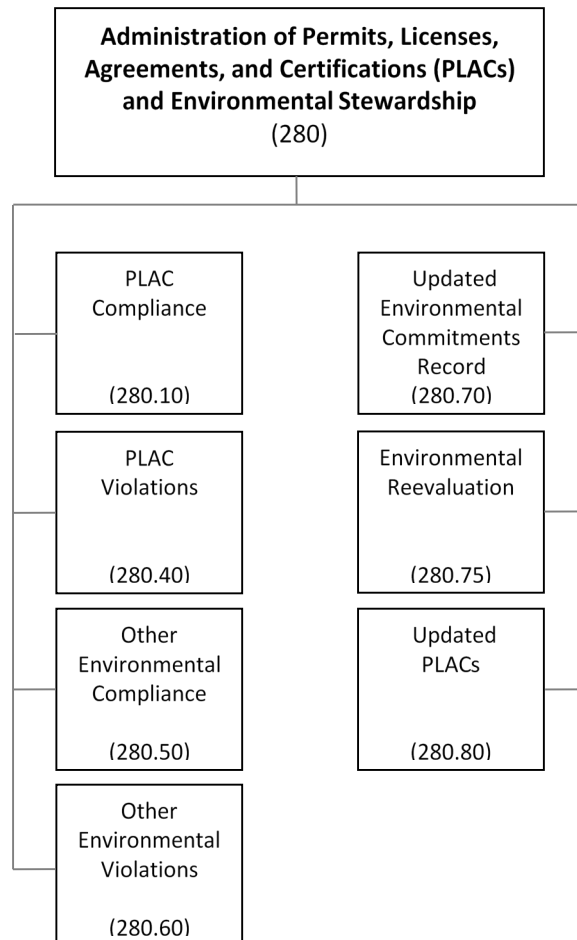 Administration of Permits, Licenses,
Agreements, and Certifications (PLACs)
and Environmental Stewardship
(280)
PLAC
Compliance
(280.10)
PLAC
Violations
(280.40)
Other
Environmental
Compliance
(280.50)
Other
Environmental
Violations
(280.60)
Updated
Environmental
Commitments
Record
(280.70)
Environmental
Reevaluation
(280.75)
Updated
PLACs
(280.80)